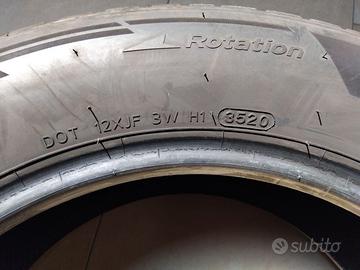 Rotation
DOT 12XJF 3W H1 3520
subito